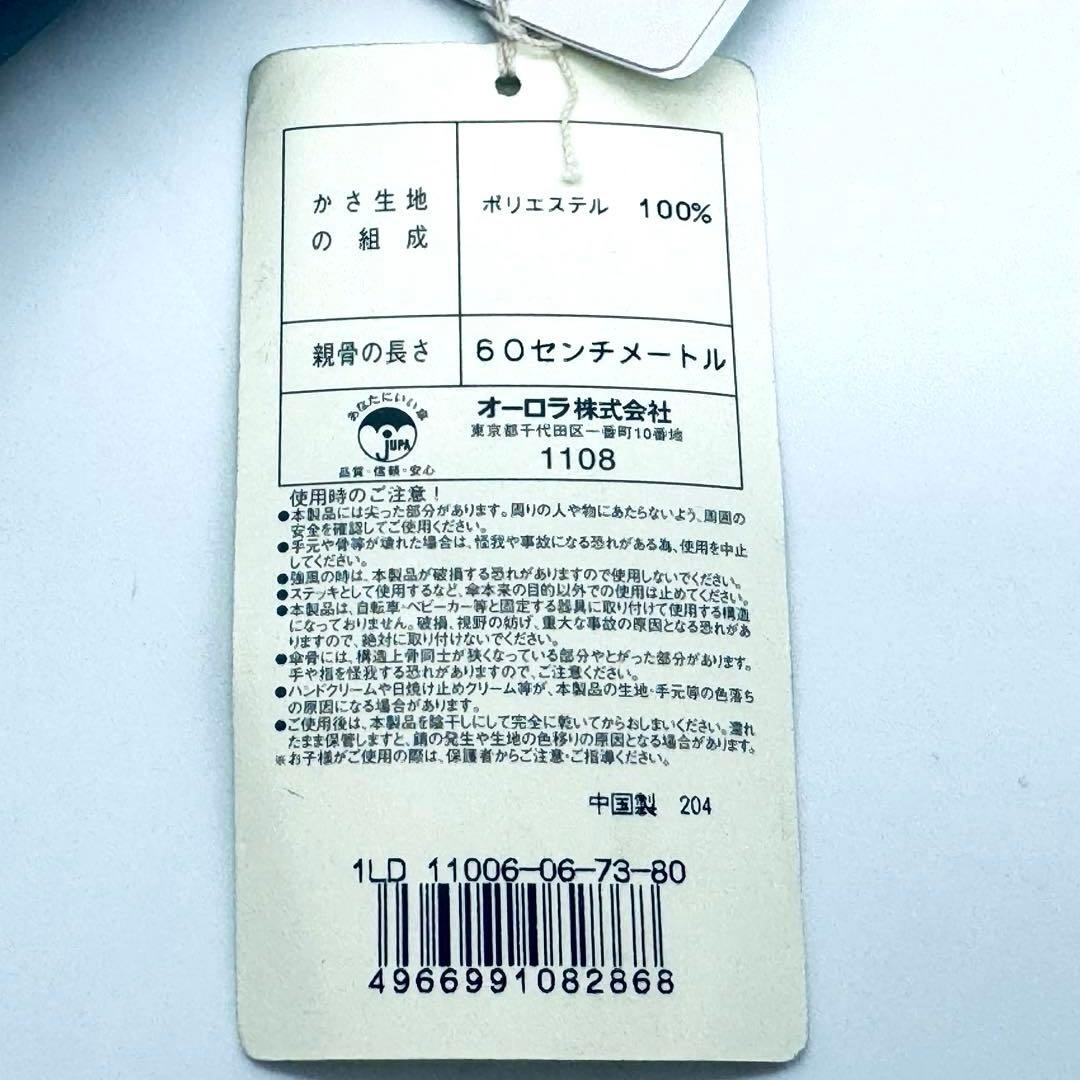 かさ生地
の組成
ポリエステル 100%
親骨の長さ
60センチメートル
あなたにいい傘
JUPA
品質・信頼・安心
オーロラ株式会社
東京都千代田区一番町10番地
1108
使用時のご注意！
●本製品には尖った部分があります。周りの人や物にあたらないよう、周囲の
安全を確認してご使用ください。
●手元や骨等が壊れた場合は、怪我や事故になる恐れがある為、使用を中止
してください。
●強風の時は、本製品が破損する恐れがありますので使用しないでください。
●ステッキとして使用するなど、傘本来の目的以外での使用は止めてください。
●本製品は、自転車・ベビーカー等と固定する器具に取り付けて使用する構造
になっておりません。破損、視野の妨げ、重大な事故の原因となる恐れがあ
りますので、絶対に取り付けないでください。
●傘骨には、構造上骨同士が狭くなっている部分やとがった部分があります。
手や指を怪我する恐れがありますので、ご注意ください。
●ハンドクリームや日焼け止めクリーム等が、本製品の生地・手元等の色落ち
の原因になる場合があります。
●ご使用後は、本製品を陰干しにして完全に乾いてからおしまいください。濡れ
たまま保管しますと、錆の発生や生地の色移りの原因となる場合があります。
※お子様がご使用の際は、保護者からご注意・ご指導ください。
中国製 204
1LD 11006-06-73-80
4966991082868